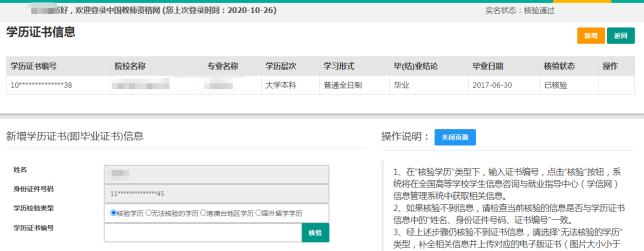 好，欢迎登录中国教师资格网 (您上次登录时间：2020-10-26)
实名状态：核验通过
学历证书信息
新增 返回
学历证书编号 院校名称 专业名称 学历层次 学习形式 毕(结)业结论 毕业日期 核验状态 操作
10**************38 大学本科 普通全日制 毕业 2017-06-30 已核验
新增学历证书(即毕业证书)信息
操作说明： 关闭页面
姓名
身份证件号码 11**************45
学历校验类型 核验学历 无法核验的学历 港澳台地区学历 国外留学学历
学历证书编号 核验
1、在"核验学历"类型下，输入证书编号，点击"核验"按钮，系
统将在全国高等学校学生信息咨询与就业指导中心（学信网）
信息管理系统中获取相关信息。
2、如果核验不到信息，请检查当前核验的信息是否与学历证书
信息中的"姓名、身份证件号码、证书编号"一致。
3、经上述步骤仍核验不到证书信息，请选择"无法核验的学历"
类型，补全相关信息并上传对应的电子版证书（图片大小小于